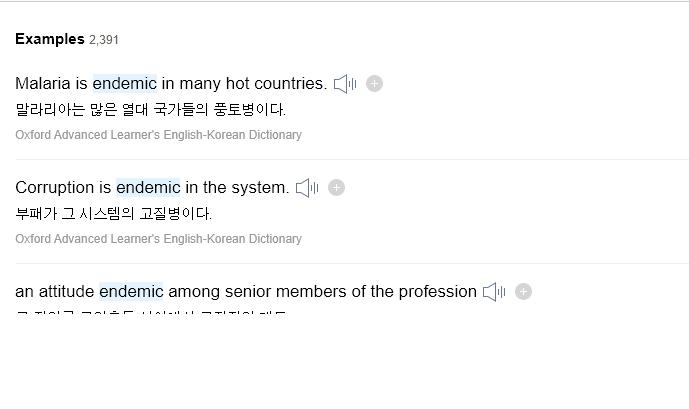 Examples 2,391
Malaria is endemic in many hot countries.
말라리아는 많은 열대 국가들의 풍토병이다.
Oxford Advanced Learner's English-Korean Dictionary
Corruption is endemic in the system.
부패가 그 시스템의 고질병이다.
Oxford Advanced Learner's English-Korean Dictionary
an attitude endemic among senior members of the profession